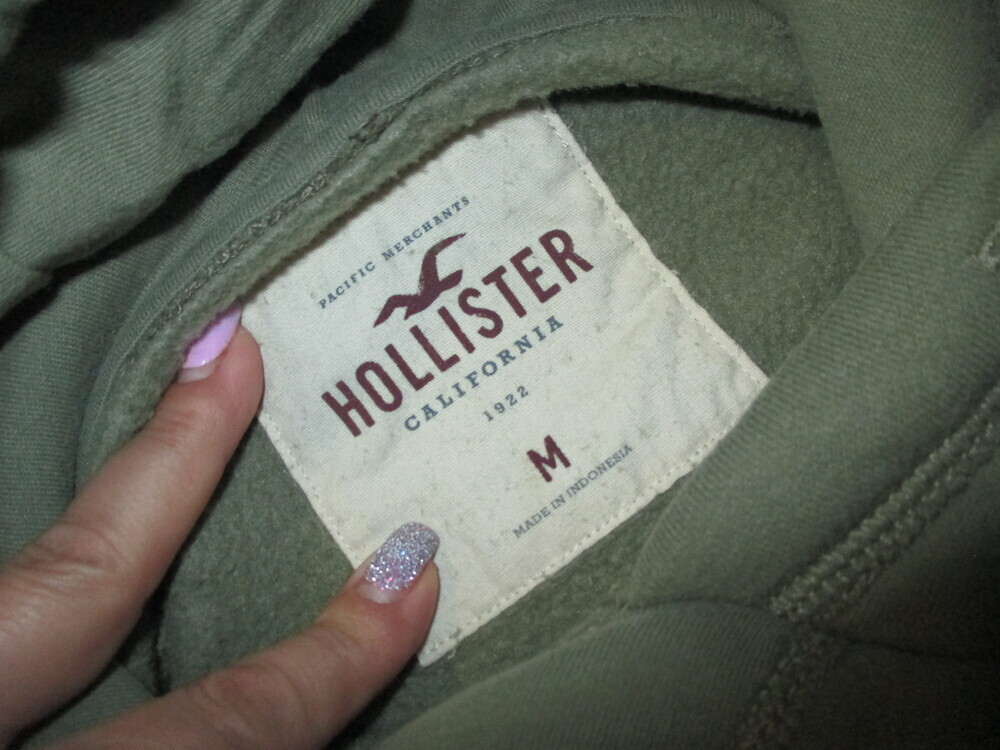 PACIFIC MERCHANTS
HOLLISTER
CALIFORNIA
1922
M
MADE IN INDONESIA